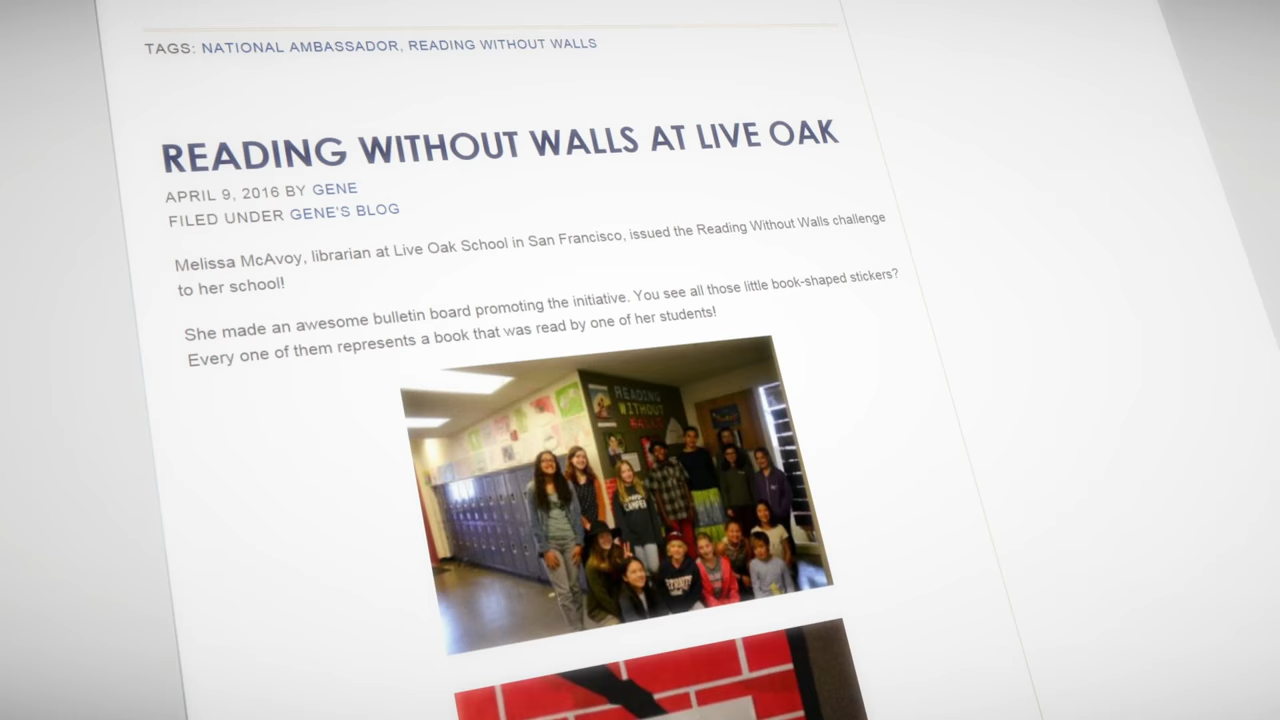 TAGS: NATIONAL AMBASSADOR, READING WITHOUT WALLS
READING WITHOUT WALLS AT LIVE OAK
APRIL 9, 2016 BY GENE
FILED UNDER GENE'S BLOG
Melissa McAvoy, librarian at Live Oak School in San Francisco, issued the Reading Without Walls challenge
to her school!
She made an awesome bulletin board promoting the initiative. You see all those little book-shaped stickers?
Every one of them represents a book that was read by one of her students!
READING
WITHOUT
WALLS